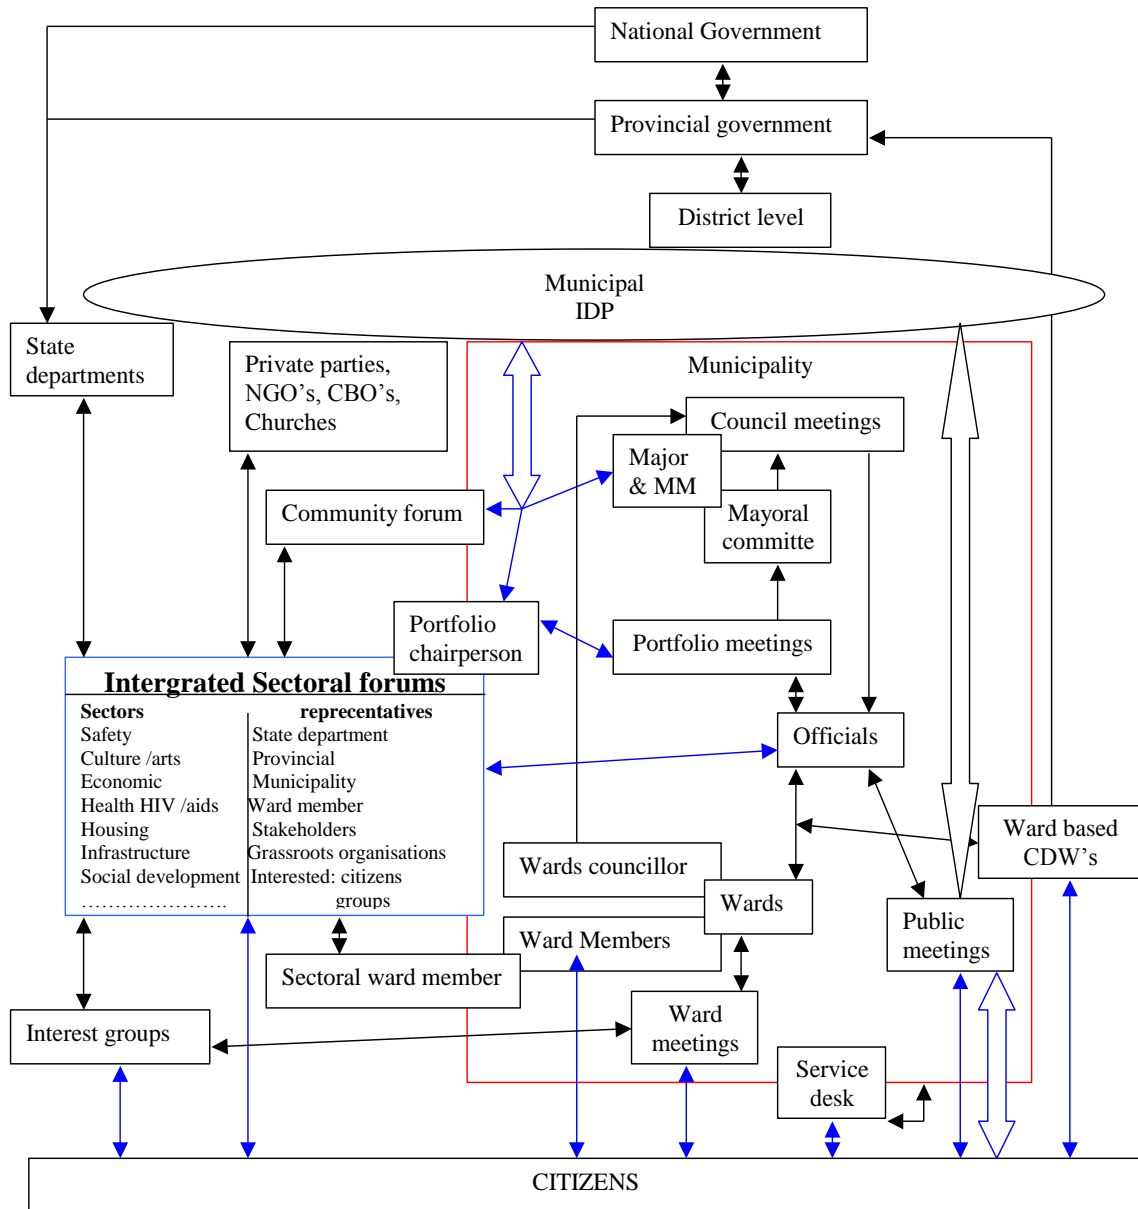 National Government
Provincial government
District level
Municipal
IDP
State
departments
Private parties,
NGO’s, CBO’s,
Churches
Municipality
Council meetings
Major
& MM
Mayoral
committe
Community forum
Portfolio
chairperson
Portfolio meetings
Intergrated Sectoral forums
Sectors reprecentatives
Safety State department
Culture /arts Provincial
Economic Municipality
Health HIV /aids Ward member
Housing Stakeholders
Infrastructure Grassroots organisations
Social development Interested: citizens
………………….. groups
Officials
Ward based
CDW’s
Wards councillor
Wards
Ward Members
Public
meetings
Sectoral ward member
Interest groups
Ward
meetings
Service
desk
CITIZENS